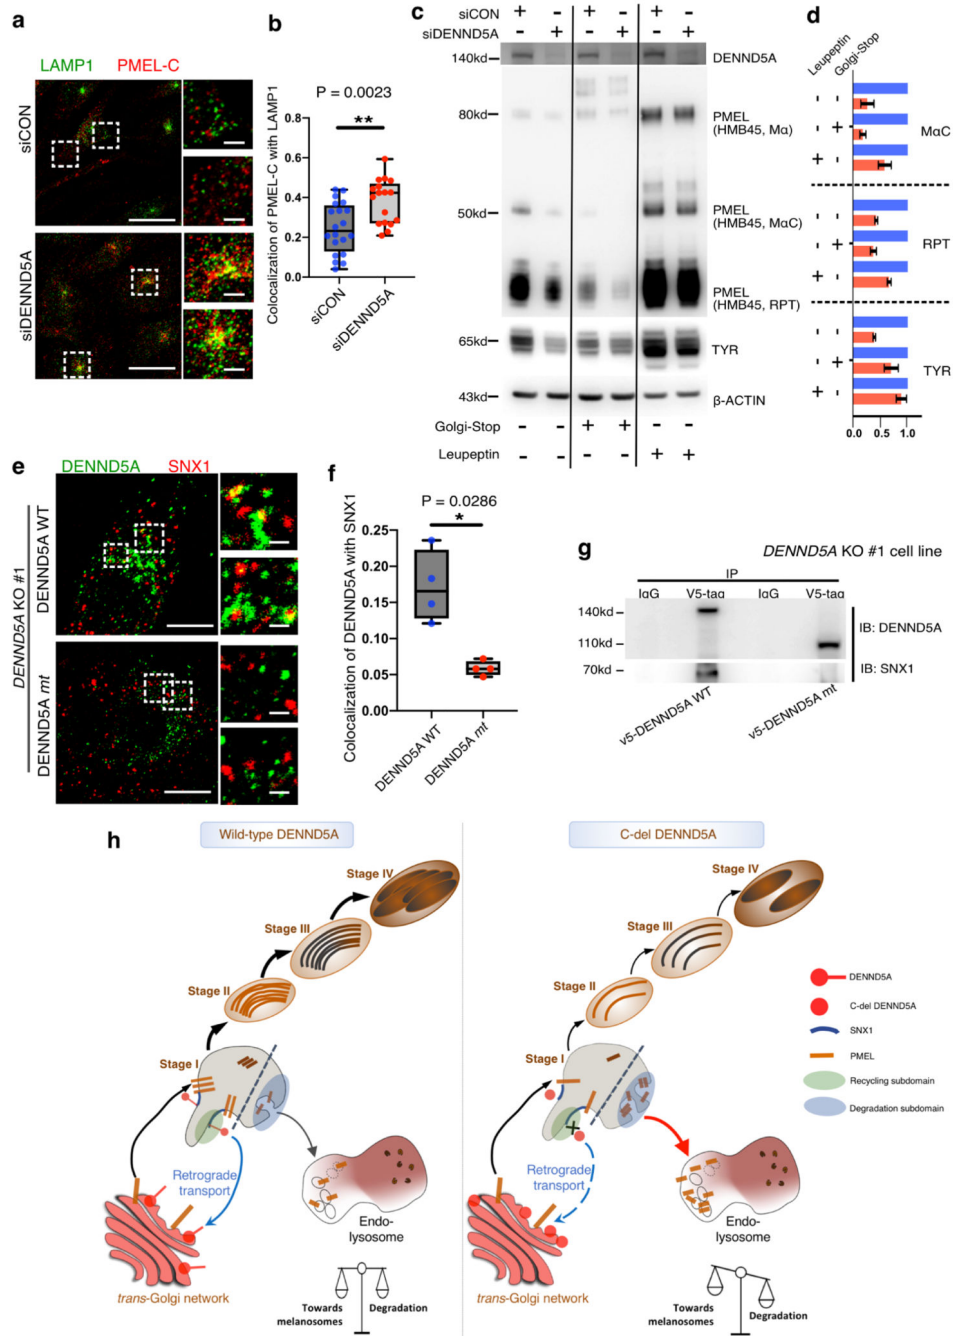 a
LAMP1 PMEL-C
siCON
siDENND5A
b
P = 0.0023
**
Colocalization of PMEL-C with LAMP1
0.8
0.6
0.4
0.2
0.0
siCON
siDENND5A
c
siCON + - + - + -
siDENND5A - + - + - +
140kd
DENND5A
80kd
PMEL
(HMB45, Mα)
50kd
PMEL
(HMB45, MαC)
PMEL
(HMB45, RPT)
65kd
TYR
43kd
β-ACTIN
Golgi-Stop - - + + - -
Leupeptin - - - - + +
d
Leupeptin
Golgi-Stop
- -
- +
+ -
MαC
- -
- +
+ -
RPT
- -
- +
+ -
TYR
0.0 0.5 1.0
e
DENND5A SNX1
DENND5A KO #1
DENND5A WT
DENND5A mt
f
P = 0.0286
*
Colocalization of DENND5A with SNX1
0.25
0.20
0.15
0.10
0.05
0.00
DENND5A WT
DENND5A mt
g
DENND5A KO #1 cell line
IP
IgG V5-tag IgG V5-tag
140kd
110kd
IB: DENND5A
70kd
IB: SNX1
v5-DENND5A WT
v5-DENND5A mt
h
Wild-type DENND5A
Stage IV
Stage III
Stage II
Stage I
Retrograde
transport
Endo-
lysosome
trans-Golgi network
Towards
melanosomes
Degradation
C-del DENND5A
Stage IV
Stage III
Stage II
Stage I
Retrograde
transport
Endo-
lysosome
trans-Golgi network
Towards
melanosomes
Degradation
DENND5A
C-del DENND5A
SNX1
PMEL
Recycling subdomain
Degradation subdomain